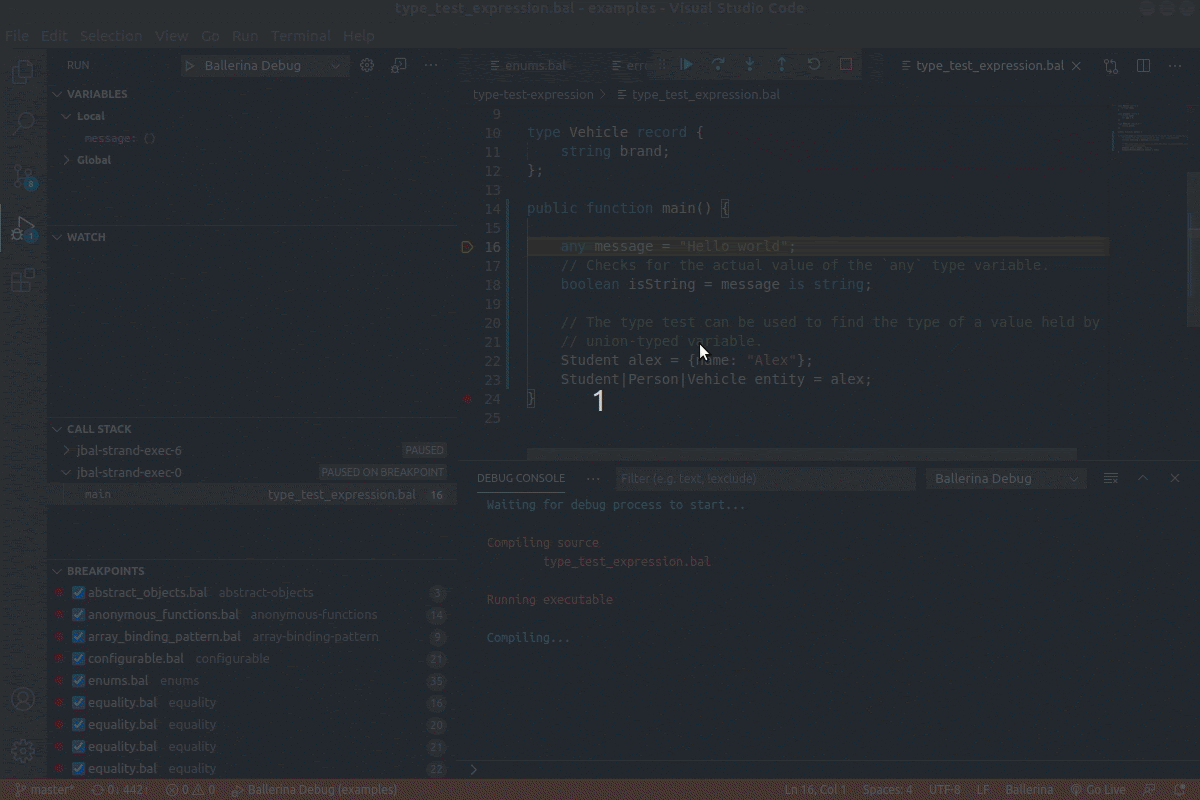 type_test_expression.bal - examples - Visual Studio Code
File Edit Selection View Go Run Terminal Help
RUN Ballerina Debug
VARIABLES
Local
message: ()
Global
WATCH
CALL STACK
jbal-strand-exec-6 PAUSED
jbal-strand-exec-0 PAUSED ON BREAKPOINT
main type_test_expression.bal 16
BREAKPOINTS
abstract_objects.bal abstract-objects 3
anonymous_functions.bal anonymous-functions 14
array_binding_pattern.bal array-binding-pattern 9
configurable.bal configurable 21
enums.bal enums 35
equality.bal equality 16
equality.bal equality 20
equality.bal equality 21
equality.bal equality 22
enums.bal type_test_expression.bal
type-test-expression > type_test_expression.bal
9
10 type Vehicle record {
11 string brand;
12 };
13
14 public function main() {
15
16 any message = "Hello world";
17 // Checks for the actual value of the `any` type variable.
18 boolean isString = message is string;
19
20 // The type test can be used to find the type of a value held by
21 // union-typed variable.
22 Student alex = {name: "Alex"};
23 Student|Person|Vehicle entity = alex;
24 }
25
1
DEBUG CONSOLE Filter (e.g. text, !exclude) Ballerina Debug
Waiting for debug process to start...
Compiling source
type_test_expression.bal
Running executable
Compiling...
master* 0↓ 442↑ 0 0 Ballerina Debug (examples) Ln 16, Col 1 Spaces: 4 UTF-8 LF Ballerina Go Live